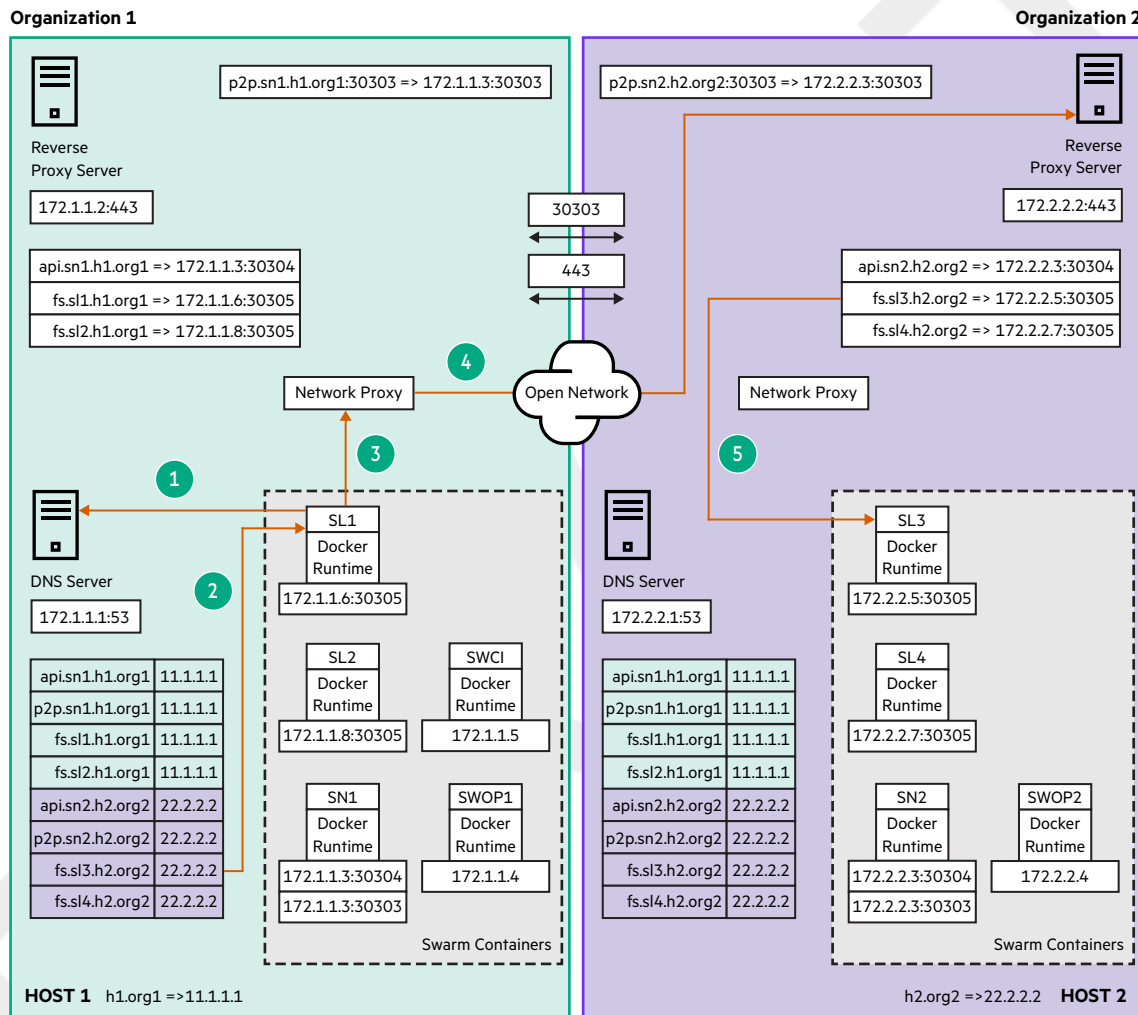 Organization 1
Organization 2
p2p.sn1.h1.org1:30303 => 172.1.1.3:30303
Reverse
Proxy Server
172.1.1.2:443
api.sn1.h1.org1 => 172.1.1.3:30304
fs.sl1.h1.org1 => 172.1.1.6:30305
fs.sl2.h1.org1 => 172.1.1.8:30305
p2p.sn2.h2.org2:30303 => 172.2.2.3:30303
Reverse
Proxy Server
172.2.2.2:443
30303
443
api.sn2.h2.org2 => 172.2.2.3:30304
fs.sl3.h2.org2 => 172.2.2.5:30305
fs.sl4.h2.org2 => 172.2.2.7:30305
Network Proxy
4
Open Network
Network Proxy
3
5
1
2
DNS Server
172.1.1.1:53
api.sn1.h1.org1 11.1.1.1
p2p.sn1.h1.org1 11.1.1.1
fs.sl1.h1.org1 11.1.1.1
fs.sl2.h1.org1 11.1.1.1
api.sn2.h2.org2 22.2.2.2
p2p.sn2.h2.org2 22.2.2.2
fs.sl3.h2.org2 22.2.2.2
fs.sl4.h2.org2 22.2.2.2
SL1
Docker
Runtime
172.1.1.6:30305
SL2
Docker
Runtime
172.1.1.8:30305
SWCI
Docker
Runtime
172.1.1.5
SN1
Docker
Runtime
172.1.1.3:30304
172.1.1.3:30303
SWOP1
Docker
Runtime
172.1.1.4
Swarm Containers
HOST 1 h1.org1 =>11.1.1.1
DNS Server
172.2.2.1:53
api.sn1.h1.org1 11.1.1.1
p2p.sn1.h1.org1 11.1.1.1
fs.sl1.h1.org1 11.1.1.1
fs.sl2.h1.org1 11.1.1.1
api.sn2.h2.org2 22.2.2.2
p2p.sn2.h2.org2 22.2.2.2
fs.sl3.h2.org2 22.2.2.2
fs.sl4.h2.org2 22.2.2.2
SL3
Docker
Runtime
172.2.2.5:30305
SL4
Docker
Runtime
172.2.2.7:30305
SN2
Docker
Runtime
172.2.2.3:30304
172.2.2.3:30303
SWOP2
Docker
Runtime
172.2.2.4
Swarm Containers
h2.org2 =>22.2.2.2 HOST 2